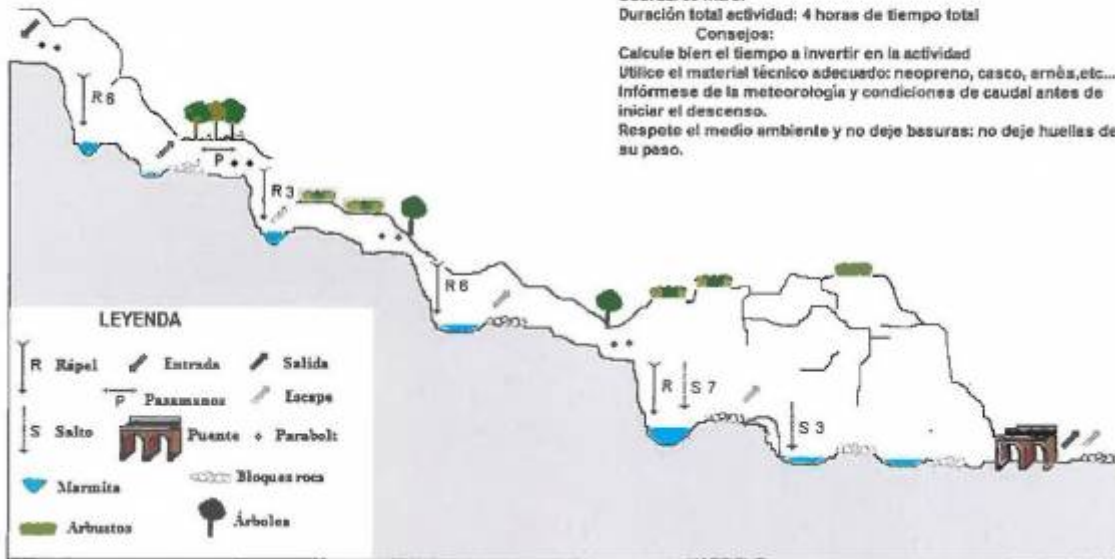 Duración total actividad: 4 horas de tiempo total
Consejos:
Calcule bien el tiempo a invertir en la actividad
Utilice el material técnico adecuado: neopreno, casco, arnès,etc...
Infórmese de la meteorología y condiciones de caudal antes de
iniciar el descenso.
Respete el medio ambiente y no deje basuras: no deje huellas de
su paso.
R 6
P
R 3
R 6
R
S 7
S 3
LEYENDA
R Rápel
Entrada
Salida
P Pasamanos
Escape
S Salto
Puente
Parabolt
Marmita
Bloques roca
Arbustos
Árboles